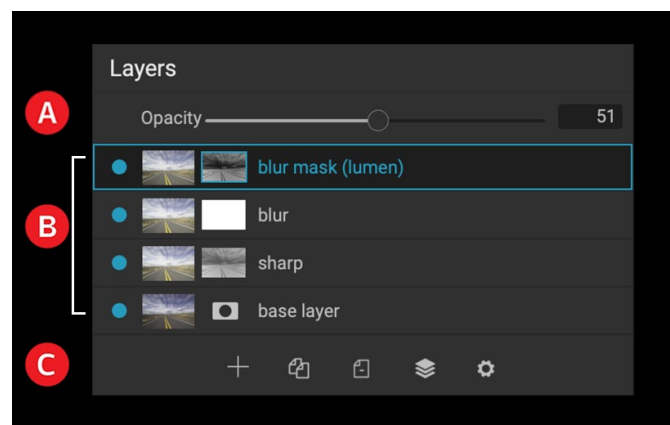 Layers
A
Opacity 51
blur mask (lumen)
B
blur
sharp
base layer
C